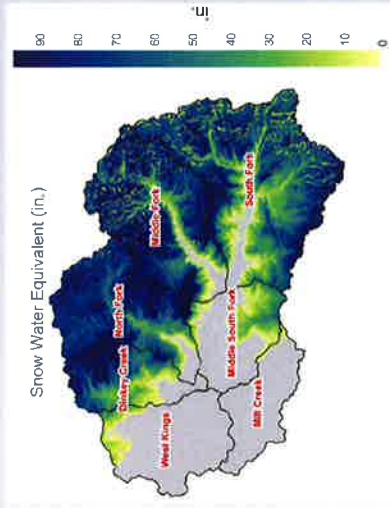 Snow Water Equivalent (in.)
in.
90
80
70
60
50
40
30
20
10
0
Middle Fork
North Fork
South Fork
Dinkey Creek
Middle South Fork
West Kings
Mill Creek